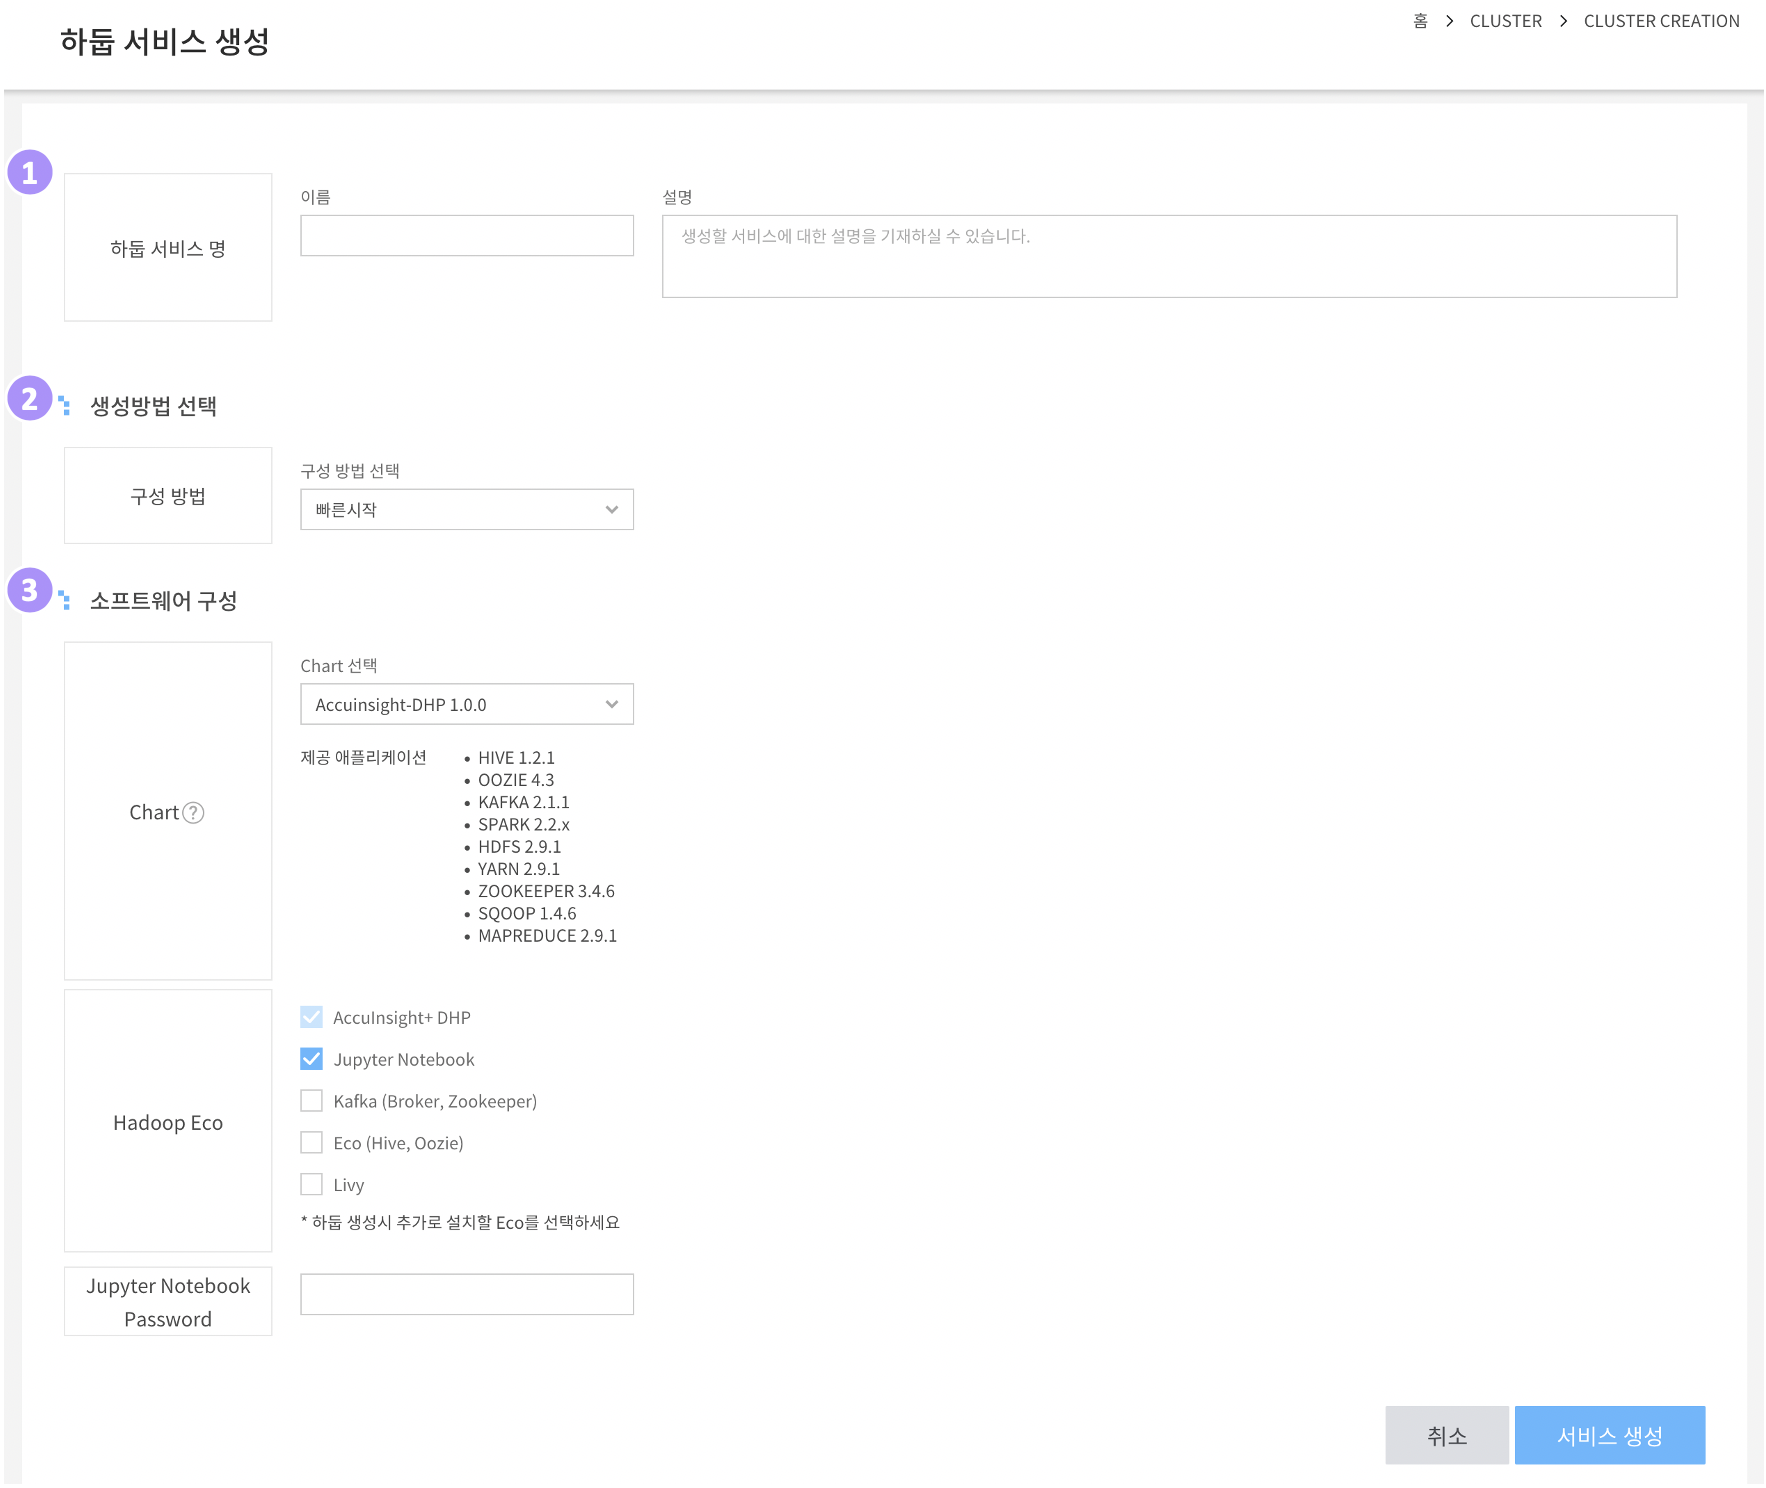 하둡 서비스 생성
홈 > CLUSTER > CLUSTER CREATION
1
하둡 서비스 명
이름
설명
생성할 서비스에 대한 설명을 기재하실 수 있습니다.
2
생성방법 선택
구성 방법
구성 방법 선택
빠른시작
3
소프트웨어 구성
Chart ?
Chart 선택
Accuinsight-DHP 1.0.0
제공 애플리케이션
• HIVE 1.2.1
• OOZIE 4.3
• KAFKA 2.1.1
• SPARK 2.2.x
• HDFS 2.9.1
• YARN 2.9.1
• ZOOKEEPER 3.4.6
• SQOOP 1.4.6
• MAPREDUCE 2.9.1
Hadoop Eco
AccuInsight+ DHP
Jupyter Notebook
Kafka (Broker, Zookeeper)
Eco (Hive, Oozie)
Livy
* 하둡 생성시 추가로 설치할 Eco를 선택하세요
Jupyter Notebook
Password
취소
서비스 생성